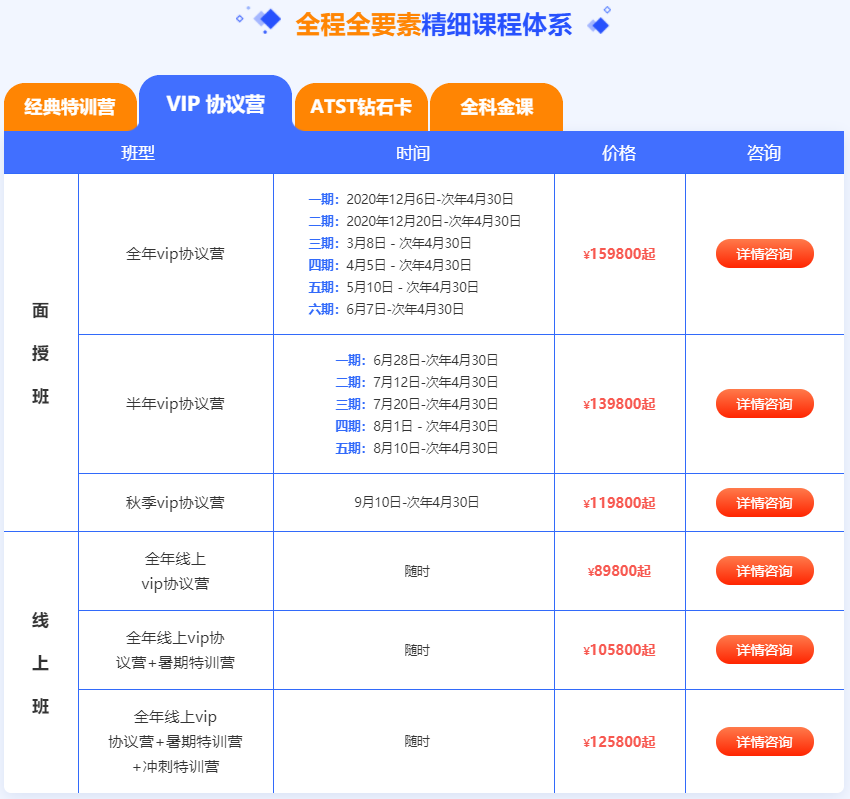 全程全要素精细课程体系
经典特训营
VIP 协议营
ATST钻石卡
全科金课
班型
时间
价格
咨询
面
授
班
全年vip协议营
一期：2020年12月6日-次年4月30日
二期：2020年12月20日-次年4月30日
三期：3月8日 - 次年4月30日
四期：4月5日 - 次年4月30日
五期：5月10日 - 次年4月30日
六期：6月7日-次年4月30日
¥159800起
详情咨询
半年vip协议营
一期：6月28日-次年4月30日
二期：7月12日-次年4月30日
三期：7月20日-次年4月30日
四期：8月1日 - 次年4月30日
五期：8月10日-次年4月30日
¥139800起
详情咨询
秋季vip协议营
9月10日-次年4月30日
¥119800起
详情咨询
线
上
班
全年线上
vip协议营
随时
¥89800起
详情咨询
全年线上vip协
议营+暑期特训营
随时
¥105800起
详情咨询
全年线上vip
协议营+暑期特训营
+冲刺特训营
随时
¥125800起
详情咨询